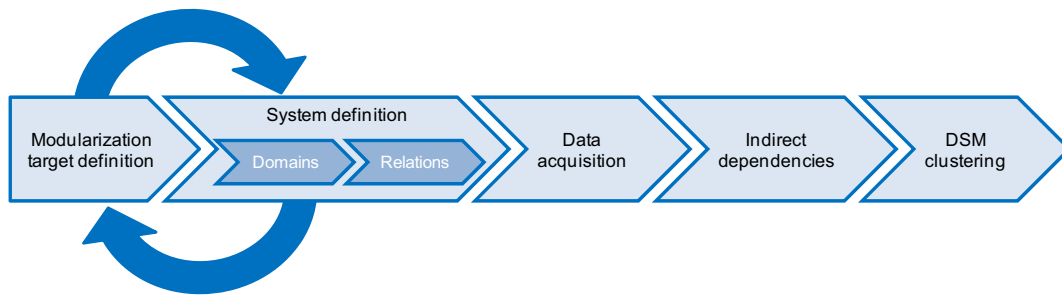 Modularization
target definition
System definition
Domains
Relations
Data
acquisition
Indirect
dependencies
DSM
clustering